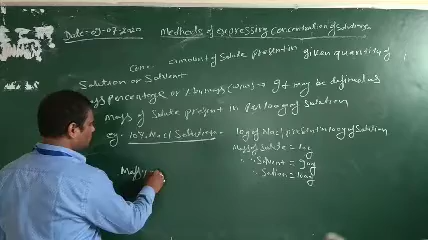 Date=09-07-2020 Methods of expressing concentration of solutions
Conc. amount of Solute present in given quantity of
Solution or Solvent
Mass Percentage or % by mass (w/w) → It may be defined as
mass of Solute present in per 100g of Solution
eg. 10% NaCl Solution = 10g of NaCl present in 100g of Solution
Mass of Solute = 10g
Solvent = 90g
Solution = 100g
Mass